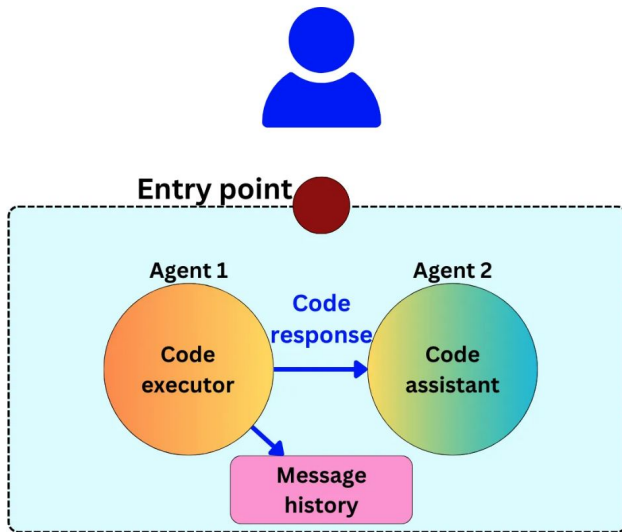 Entry point
Agent 1
Agent 2
Code
response
Code
executor
Code
assistant
Message
history